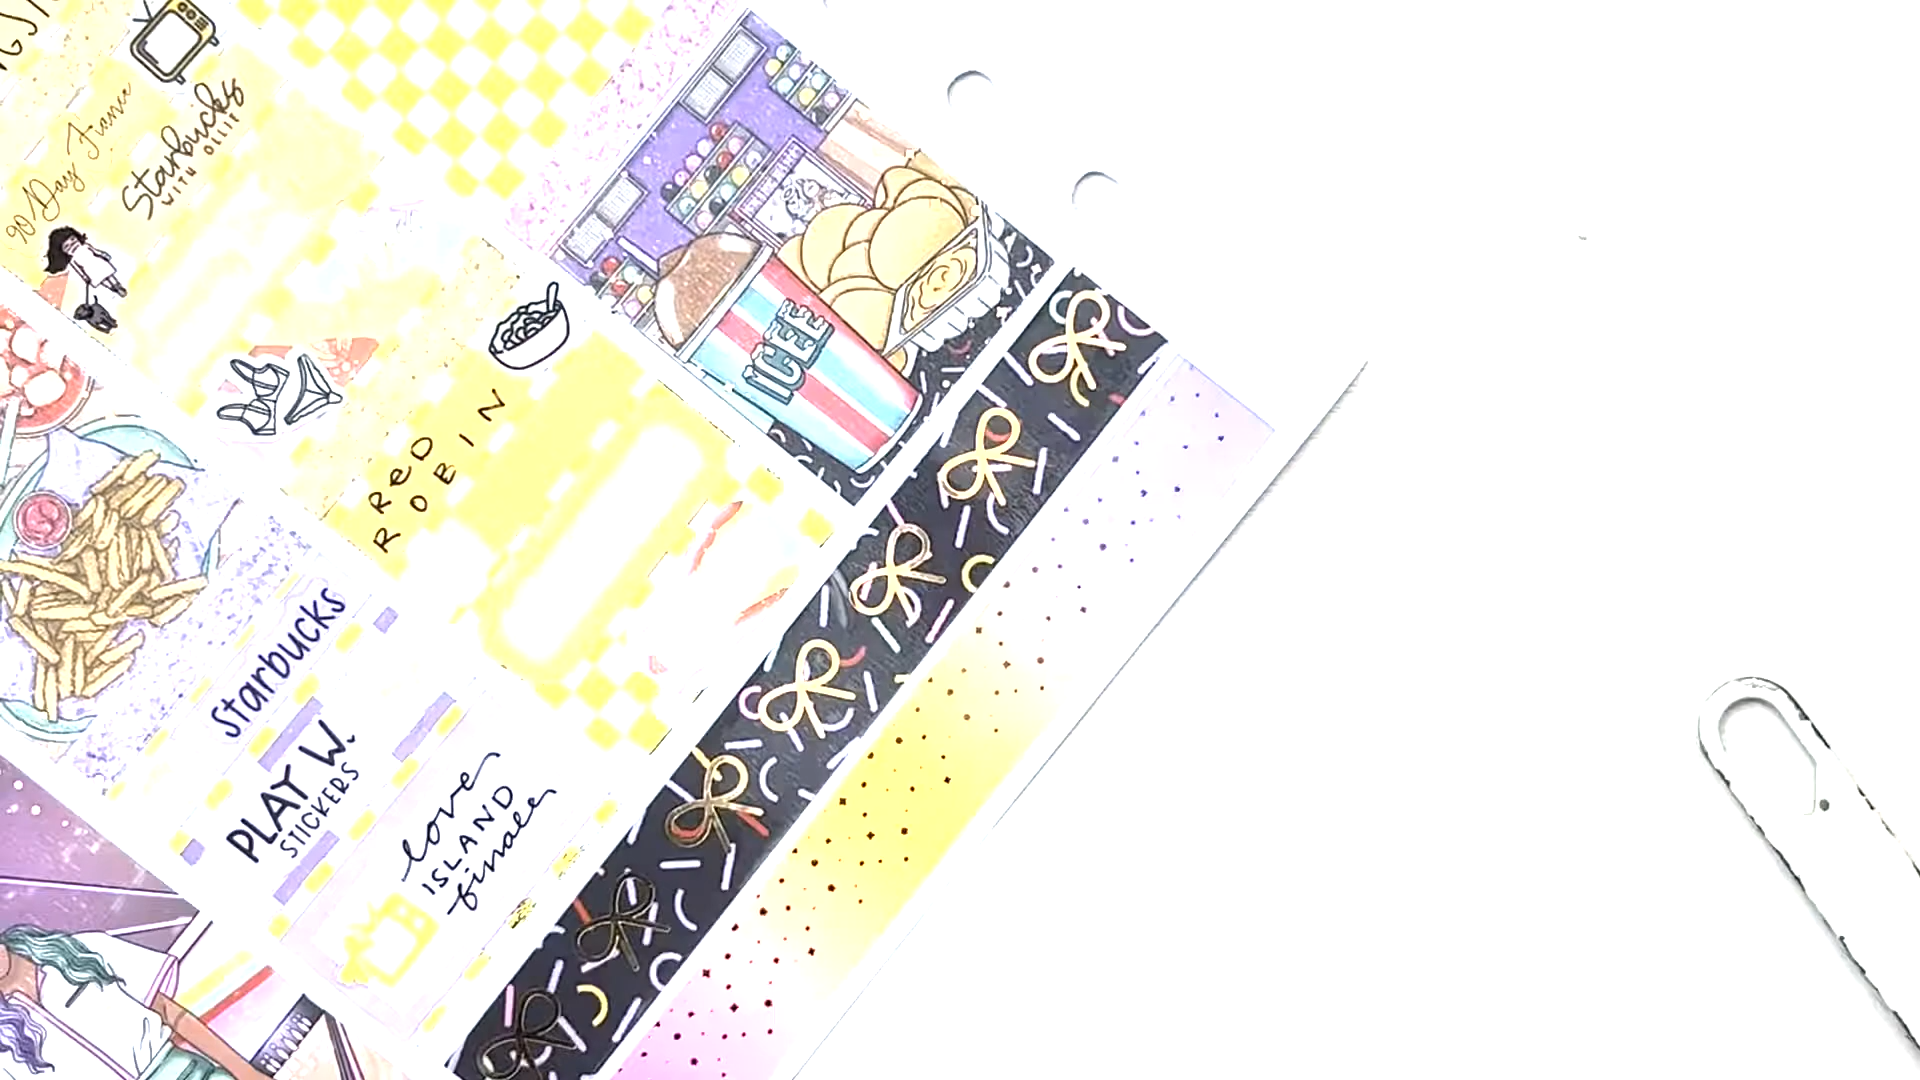 90 Day Fiance
Starbucks
WITH OLLIE
ReD
ROBIN
ICEE
Starbucks
PLAY W.
STICKERS
love
ISLAND
finale